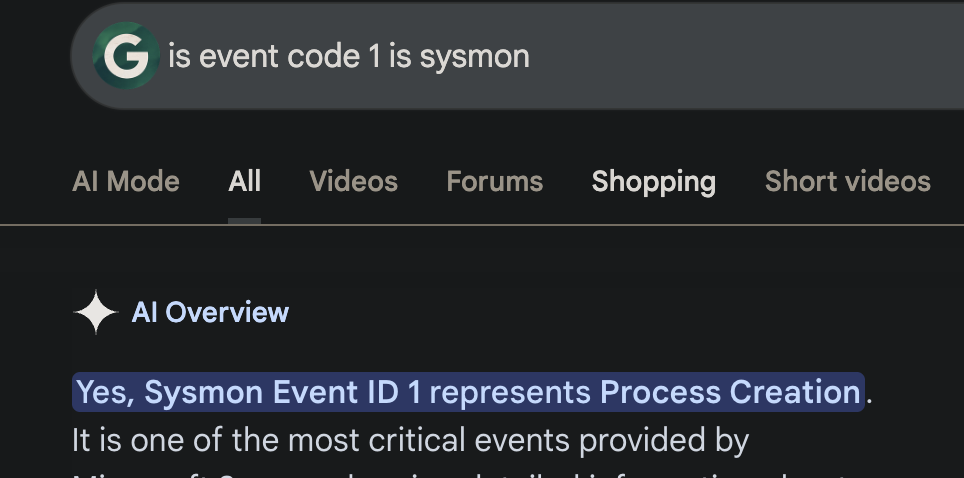 G is event code 1 is sysmon
AI Mode All Videos Forums Shopping Short videos
AI Overview
Yes, Sysmon Event ID 1 represents Process Creation.
It is one of the most critical events provided by